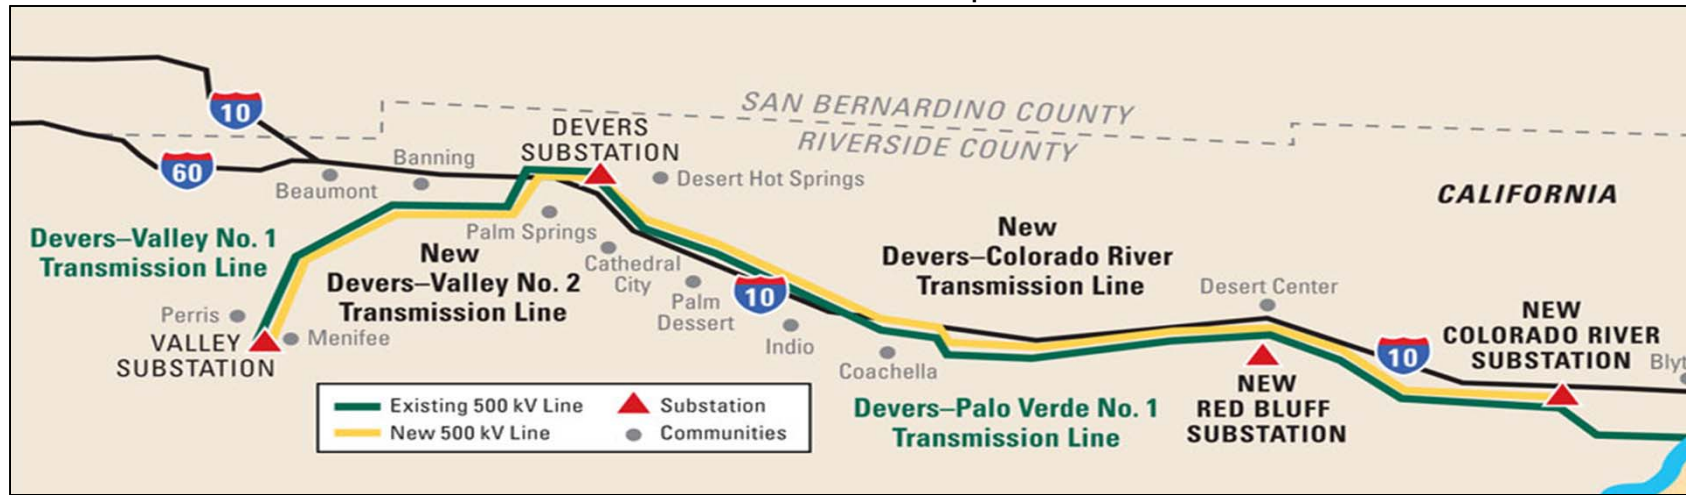 SAN BERNARDINO COUNTY
RIVERSIDE COUNTY
CALIFORNIA
10
60
Beaumont
Banning
DEVERS
SUBSTATION
Desert Hot Springs
Devers–Valley No. 1
Transmission Line
New
Devers–Valley No. 2
Transmission Line
Palm Springs
Cathedral
City
Palm
Dessert
10
Indio
Coachella
New
Devers–Colorado River
Transmission Line
Desert Center
Perris
Menifee
VALLEY
SUBSTATION
Devers–Palo Verde No. 1
Transmission Line
NEW
RED BLUFF
SUBSTATION
10
NEW
COLORADO RIVER
SUBSTATION
Existing 500 kV Line
New 500 kV Line
Substation
Communities